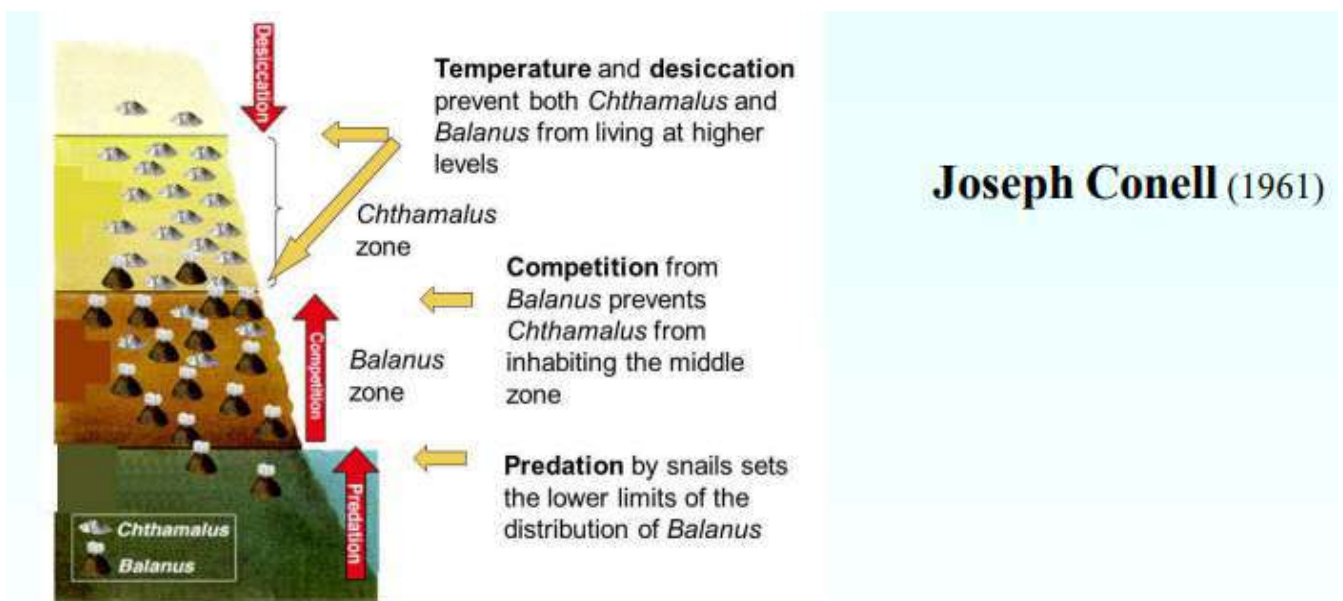 Desiccation
Temperature and desiccation
prevent both Chthamalus and
Balanus from living at higher
levels
Joseph Conell (1961)
Chthamalus
zone
Competition from
Balanus prevents
Chthamalus from
inhabiting the middle
zone
Competition
Balanus
zone
Predation by snails sets
the lower limits of the
distribution of Balanus
Predation
Chthamalus
Balanus